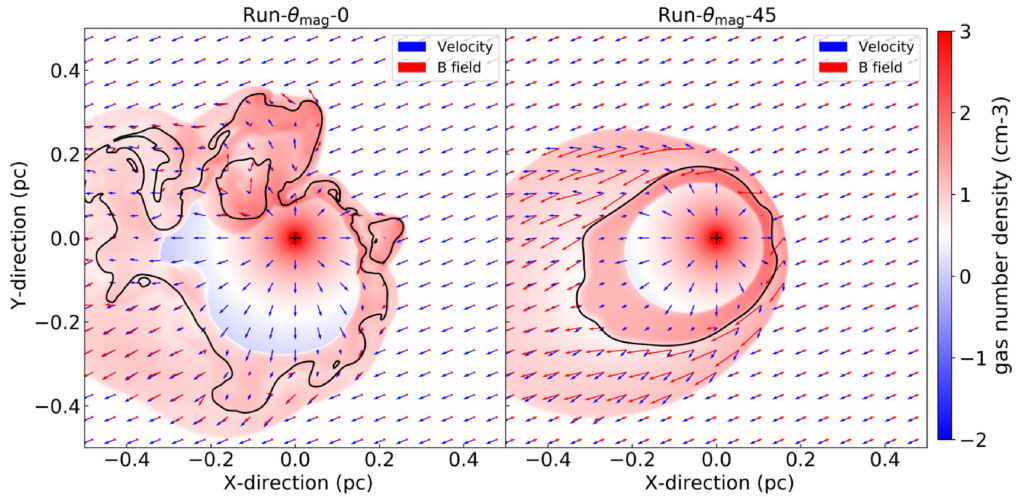 Run-θmag-0
Run-θmag-45
Velocity
B field
Velocity
B field
0.4
0.2
0.0
−0.2
−0.4
Y-direction (pc)
−0.4 −0.2 0.0 0.2 0.4
−0.4 −0.2 0.0 0.2 0.4
X-direction (pc)
X-direction (pc)
3
2
1
0
−1
−2
gas number density (cm-3)